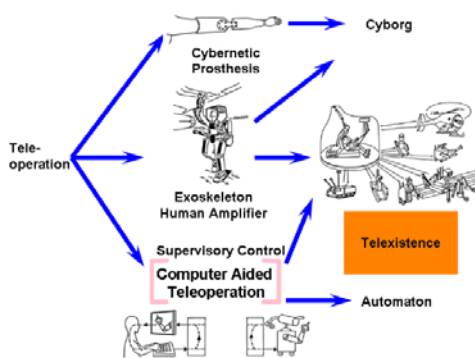 Cybernetic
Prosthesis
Cyborg
Tele-
operation
Exoskeleton
Human Amplifier
Telexistence
Supervisory Control
Computer Aided
Teleoperation
Automaton